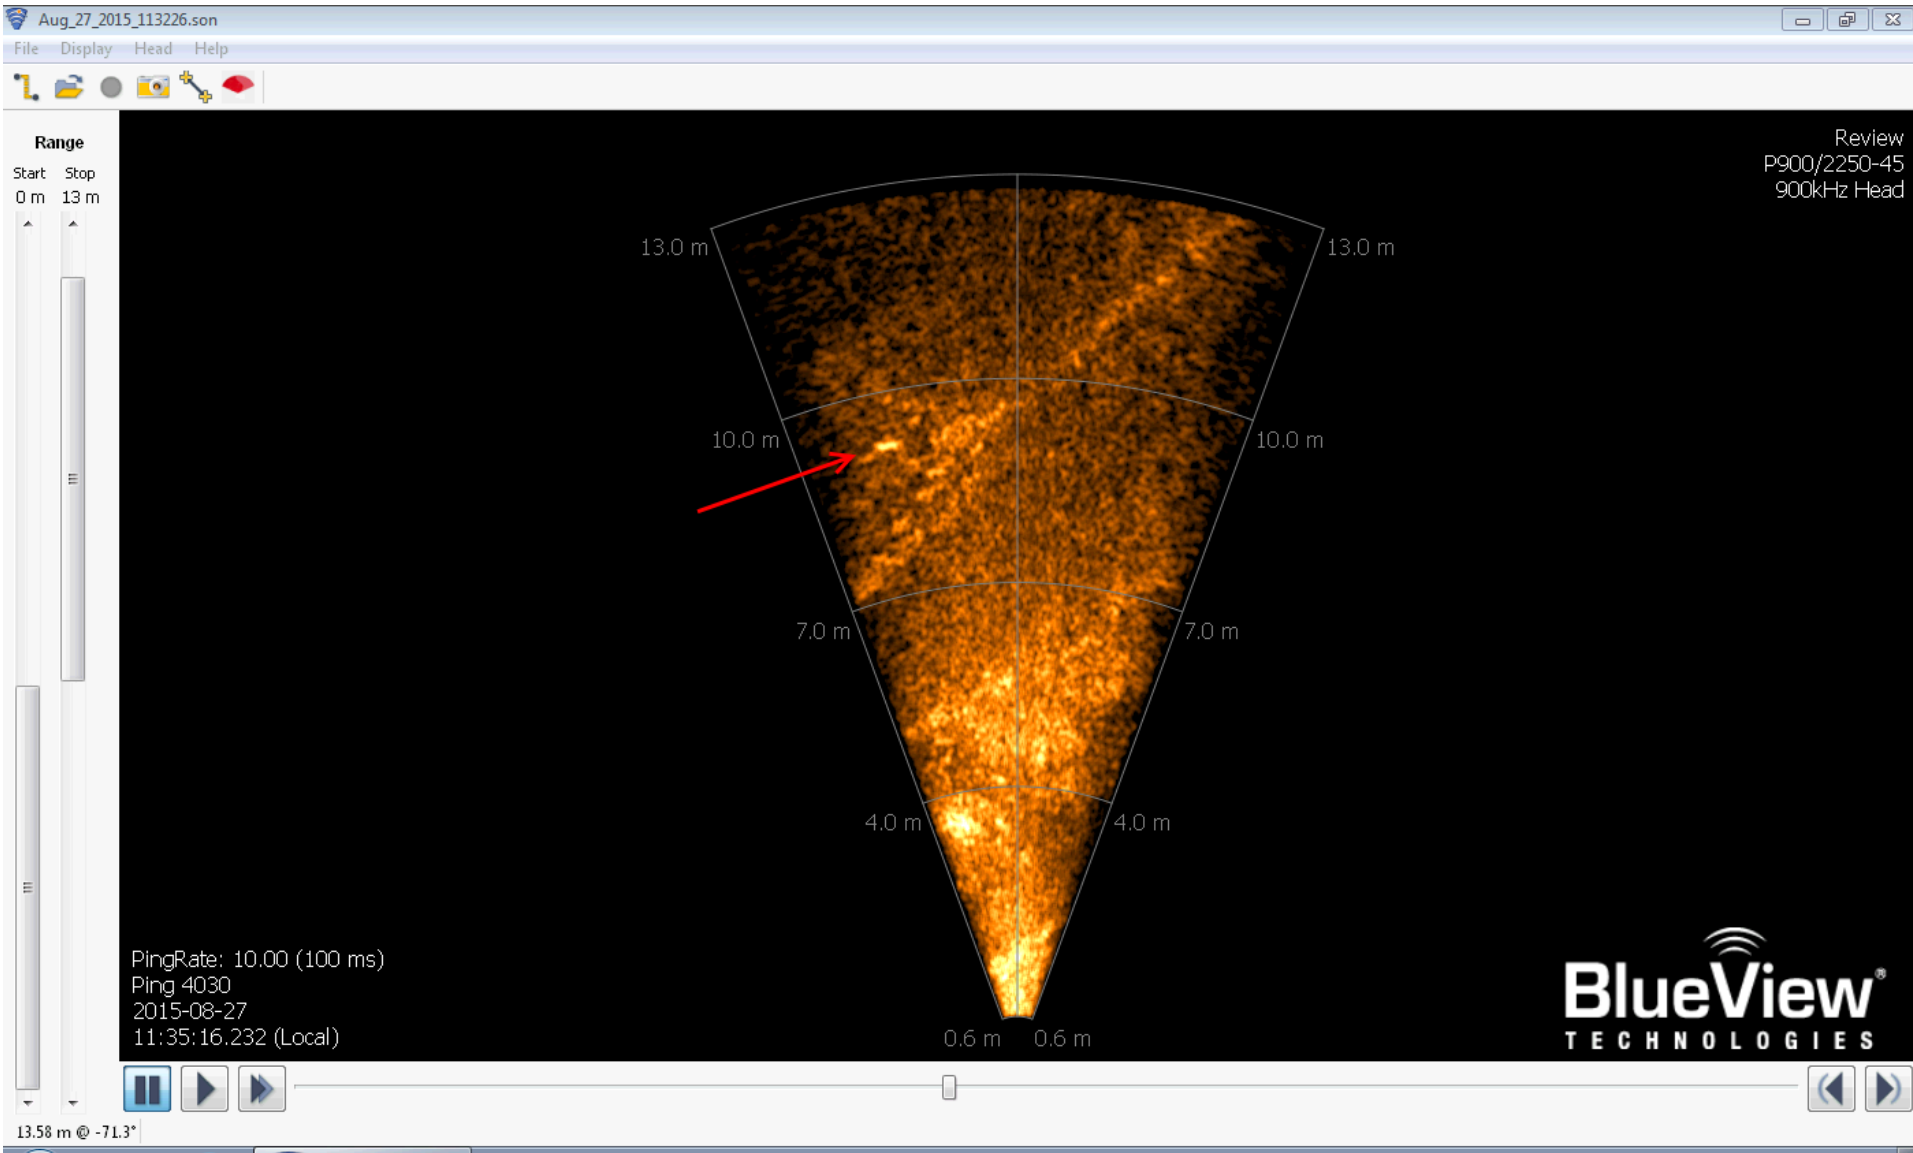 Aug_27_2015_113226.son
File Display Head Help
Range
Start Stop
0 m 13 m
Review
P900/2250-45
900kHz Head
13.0 m 13.0 m
10.0 m 10.0 m
7.0 m 7.0 m
4.0 m 4.0 m
0.6 m 0.6 m
PingRate: 10.00 (100 ms)
Ping 4030
2015-08-27
11:35:16.232 (Local)
BlueView®
TECHNOLOGIES
13.58 m @ -71.3°